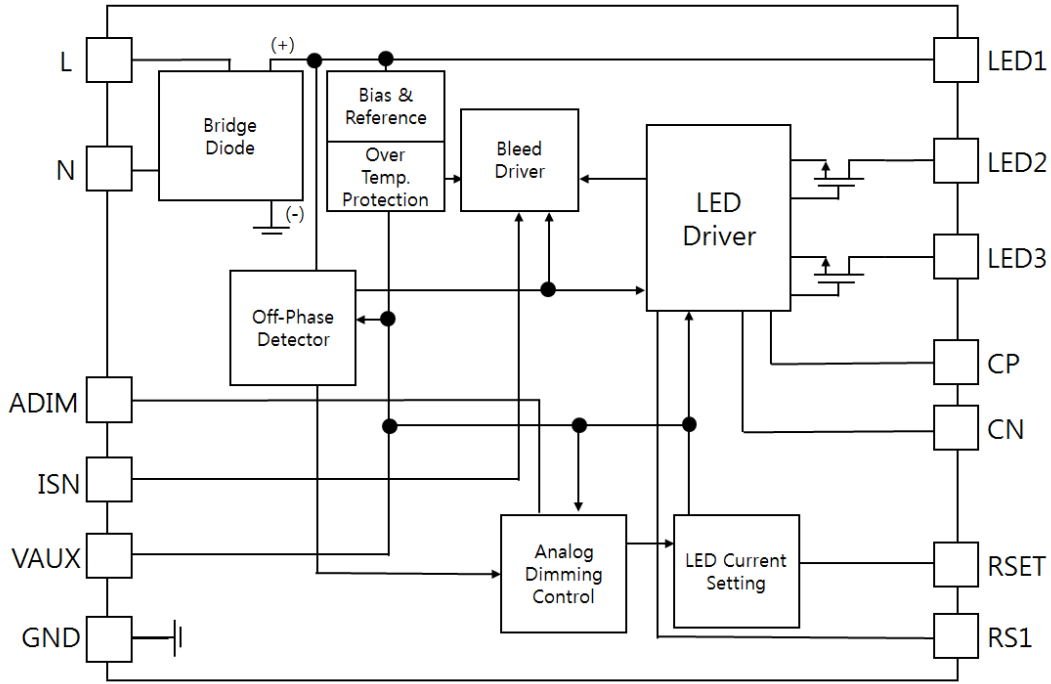 L
N
ADIM
ISN
VAUX
GND
(+)
Bridge
Diode
(-)
Bias &
Reference
Over
Temp.
Protection
Bleed
Driver
LED
Driver
Off-Phase
Detector
Analog
Dimming
Control
LED Current
Setting
LED1
LED2
LED3
CP
CN
RSET
RS1